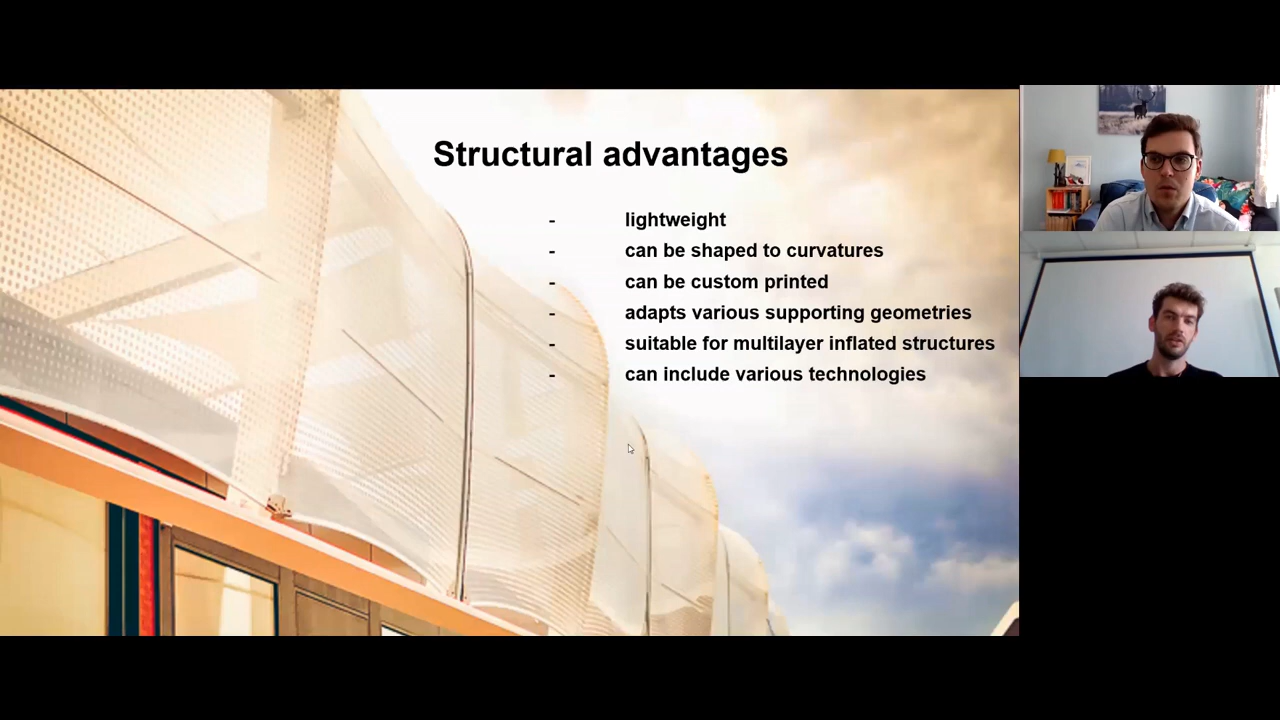 Structural advantages
- lightweight
- can be shaped to curvatures
- can be custom printed
- adapts various supporting geometries
- suitable for multilayer inflated structures
- can include various technologies